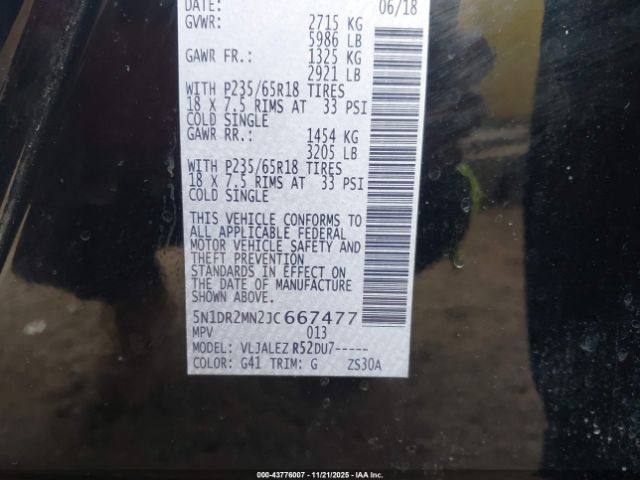 DATE: 06/18
GVWR: 2715 KG
5986 LB
GAWR FR.: 1325 KG
2921 LB
WITH P235/65R18 TIRES
18 X 7.5 RIMS AT 33 PSI
COLD SINGLE
GAWR RR.: 1454 KG
3205 LB
WITH P235/65R18 TIRES
18 X 7.5 RIMS AT 33 PSI
COLD SINGLE
THIS VEHICLE CONFORMS TO
ALL APPLICABLE FEDERAL
MOTOR VEHICLE SAFETY AND
THEFT PREVENTION
STANDARDS IN EFFECT ON
THE DATE OF MANUFACTURE
SHOWN ABOVE.
5N1DR2MN2JC667477
MPV 013
MODEL: VLJALEZ R52DU7-----
COLOR: G41 TRIM: G ZS30A
000-43776007 - 11/21/2025 - IAA Inc.